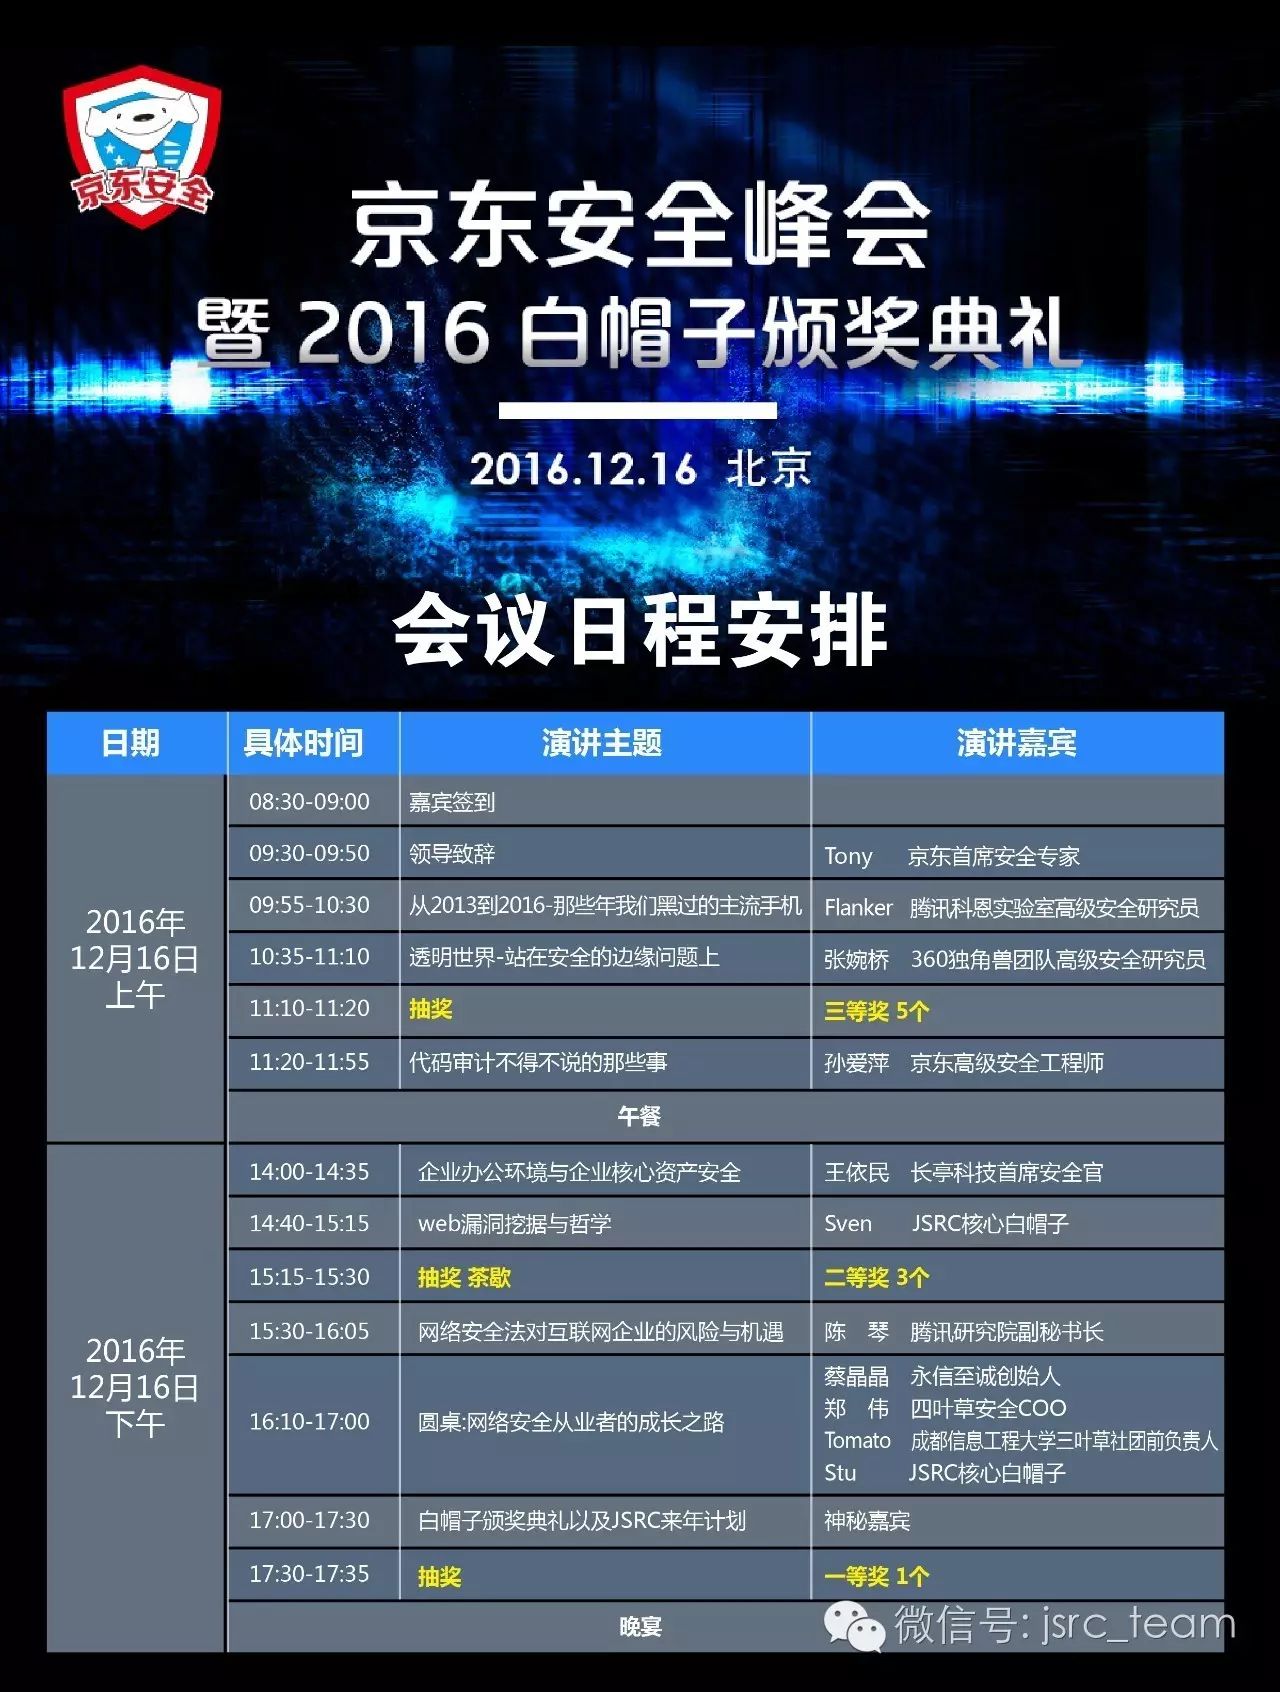 京东安全
京东安全峰会
暨 2016 白帽子颁奖典礼
2016.12.16 北京
会议日程安排
日期 具体时间 演讲主题 演讲嘉宾
2016年
12月16日
上午
08:30-09:00 嘉宾签到
09:30-09:50 领导致辞 Tony 京东首席安全专家
09:55-10:30 从2013到2016-那些年我们黑过的主流手机 Flanker 腾讯科恩实验室高级安全研究员
10:35-11:10 透明世界-站在安全的边缘问题上 张婉桥 360独角兽团队高级安全研究员
11:10-11:20 抽奖 三等奖 5个
11:20-11:55 代码审计不得不说的那些事 孙爱萍 京东高级安全工程师
午餐
2016年
12月16日
下午
14:00-14:35 企业办公环境与企业核心资产安全 王依民 长亭科技首席安全官
14:40-15:15 web漏洞挖掘与哲学 Sven JSRC核心白帽子
15:15-15:30 抽奖 茶歇 二等奖 3个
15:30-16:05 网络安全法对互联网企业的风险与机遇 陈 琴 腾讯研究院副秘书长
16:10-17:00 圆桌:网络安全从业者的成长之路
蔡晶晶 永信至诚创始人
郑 伟 四叶草安全COO
Tomato 成都信息工程大学三叶草社团前负责人
Stu JSRC核心白帽子
17:00-17:30 白帽子颁奖典礼以及JSRC来年计划 神秘嘉宾
17:30-17:35 抽奖 一等奖 1个
晚宴
微信号: jsrc_team